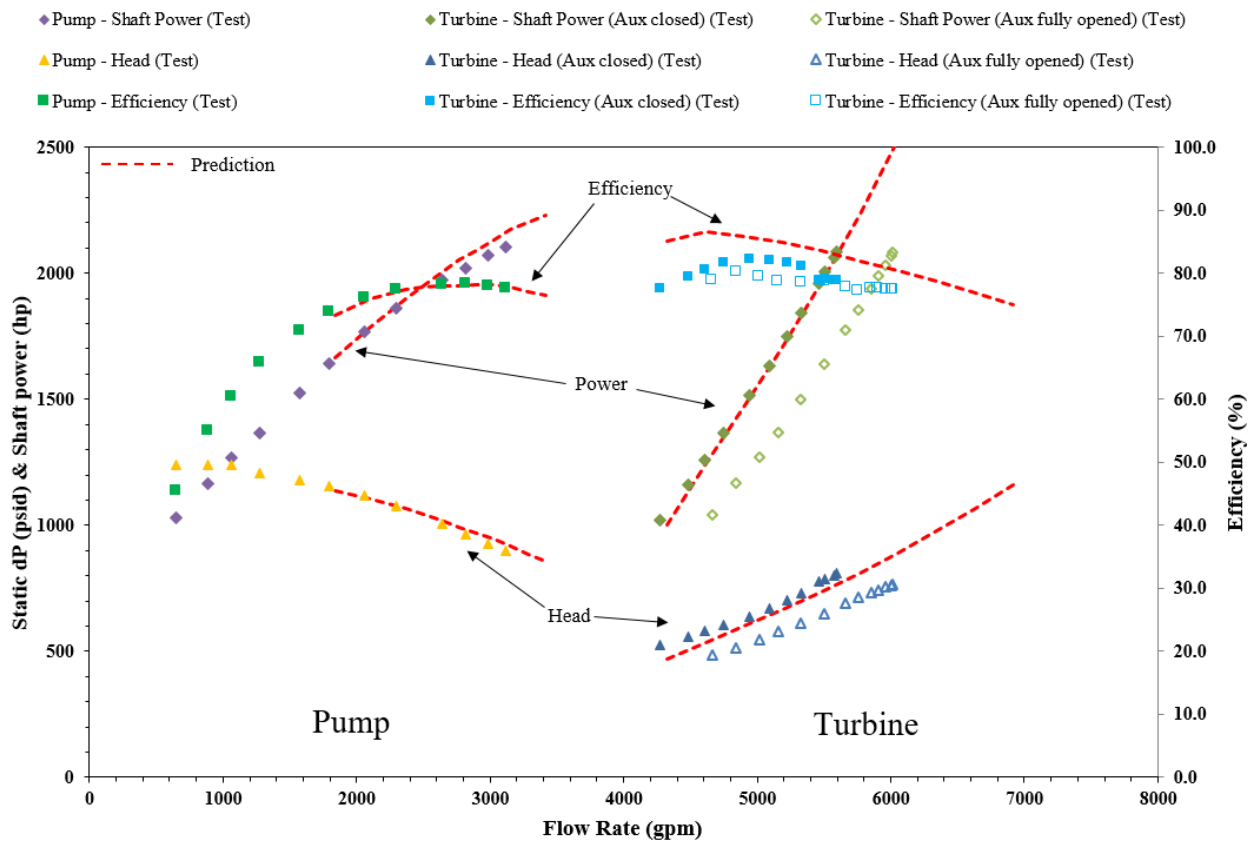 Pump - Shaft Power (Test)
Turbine - Shaft Power (Aux closed) (Test)
Turbine - Shaft Power (Aux fully opened) (Test)
Pump - Head (Test)
Turbine - Head (Aux closed) (Test)
Turbine - Head (Aux fully opened) (Test)
Pump - Efficiency (Test)
Turbine - Efficiency (Aux closed) (Test)
Turbine - Efficiency (Aux fully opened) (Test)
Prediction
Efficiency
Power
Head
Pump
Turbine
Static dP (psid) & Shaft power (hp)
2500
2000
1500
1000
500
0
100.0
90.0
80.0
70.0
60.0
50.0
40.0
30.0
20.0
10.0
0.0
Efficiency (%)
0 1000 2000 3000 4000 5000 6000 7000 8000
Flow Rate (gpm)